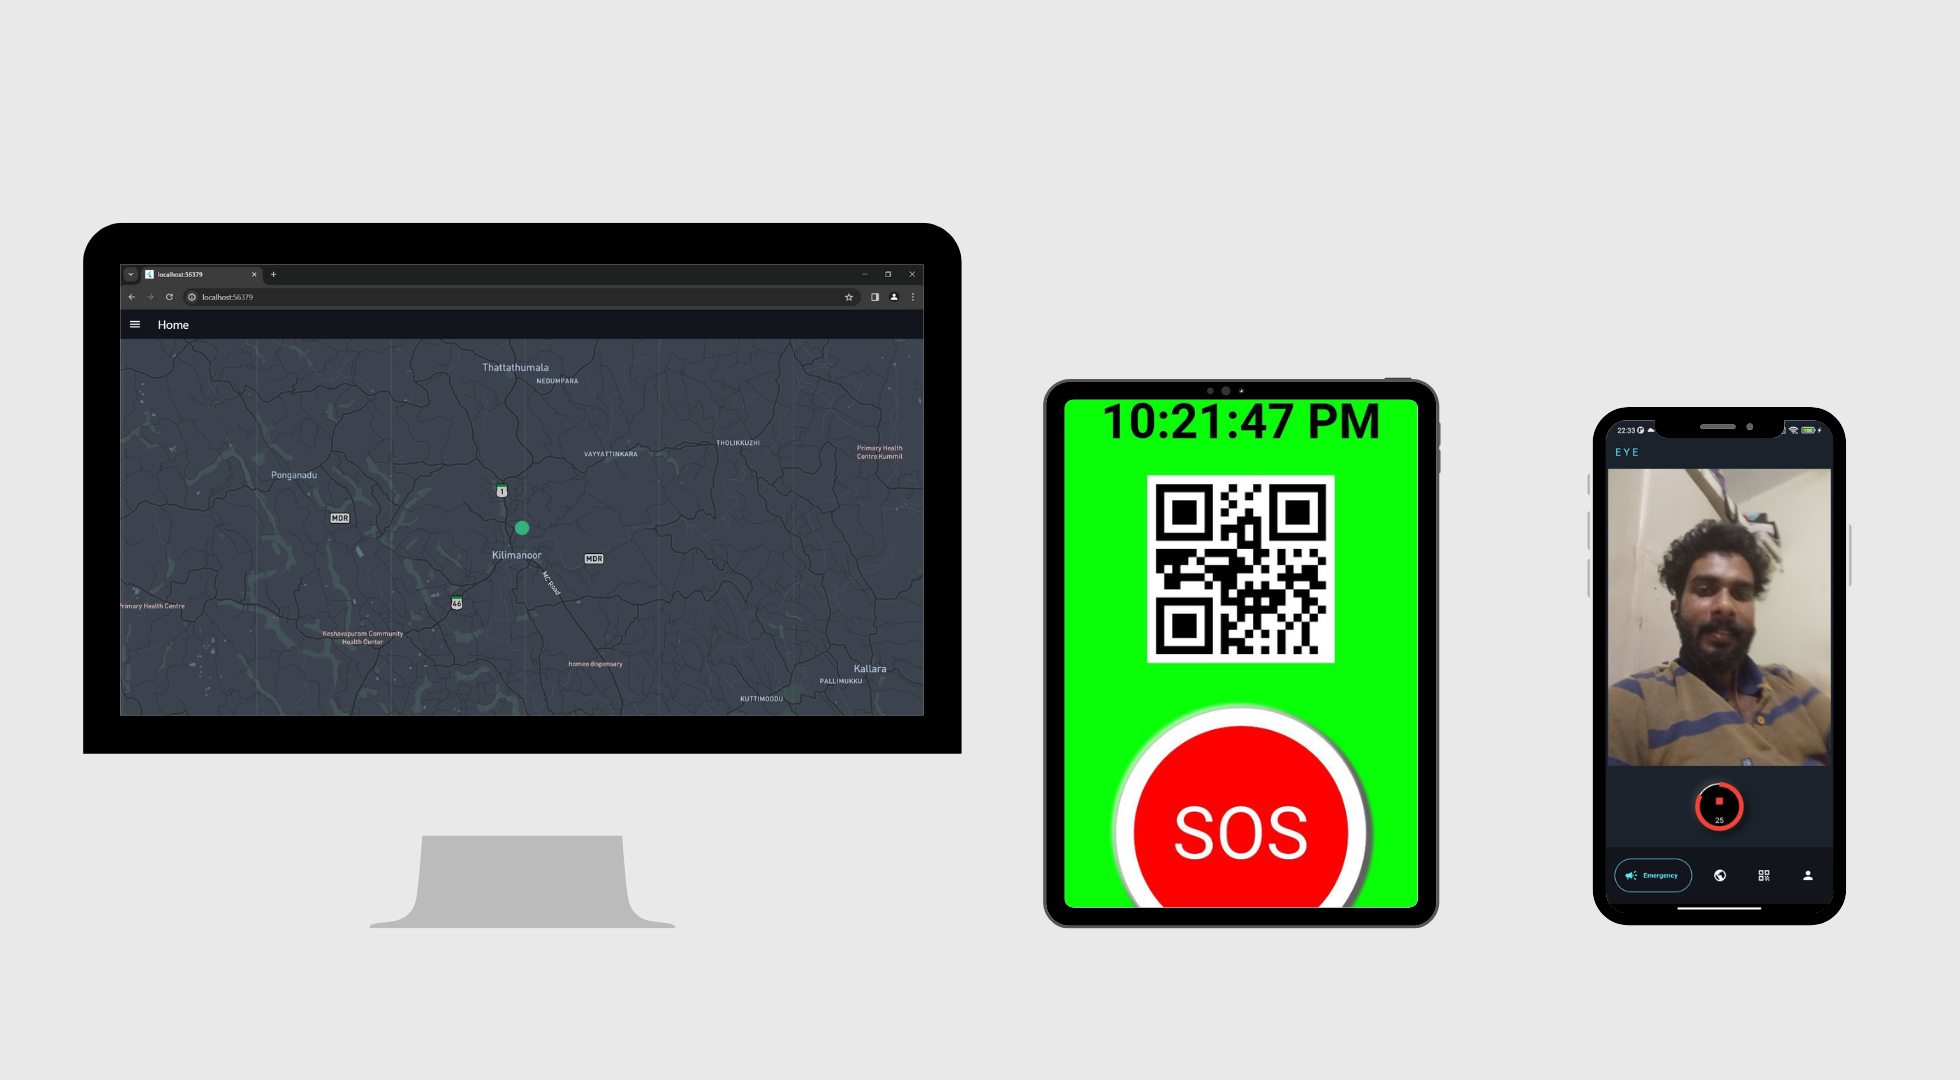 localhost:56379
localhost:56379
Home
Thattathumala
NEDUMPARA
THOLIKKUZHI
VAYYATTINKARA
Primary Health
Centre Kummil
Ponganadu
1
MDR
Kilimanoor
MDR
MC Road
46
Primary Health Centre
Keshavapuram Community
Health Center
homeo dispensary
Kallara
PALLIMUKKU
KUTTIMOODU
10:21:47 PM
SOS
22:33
EYE
25
Emergency